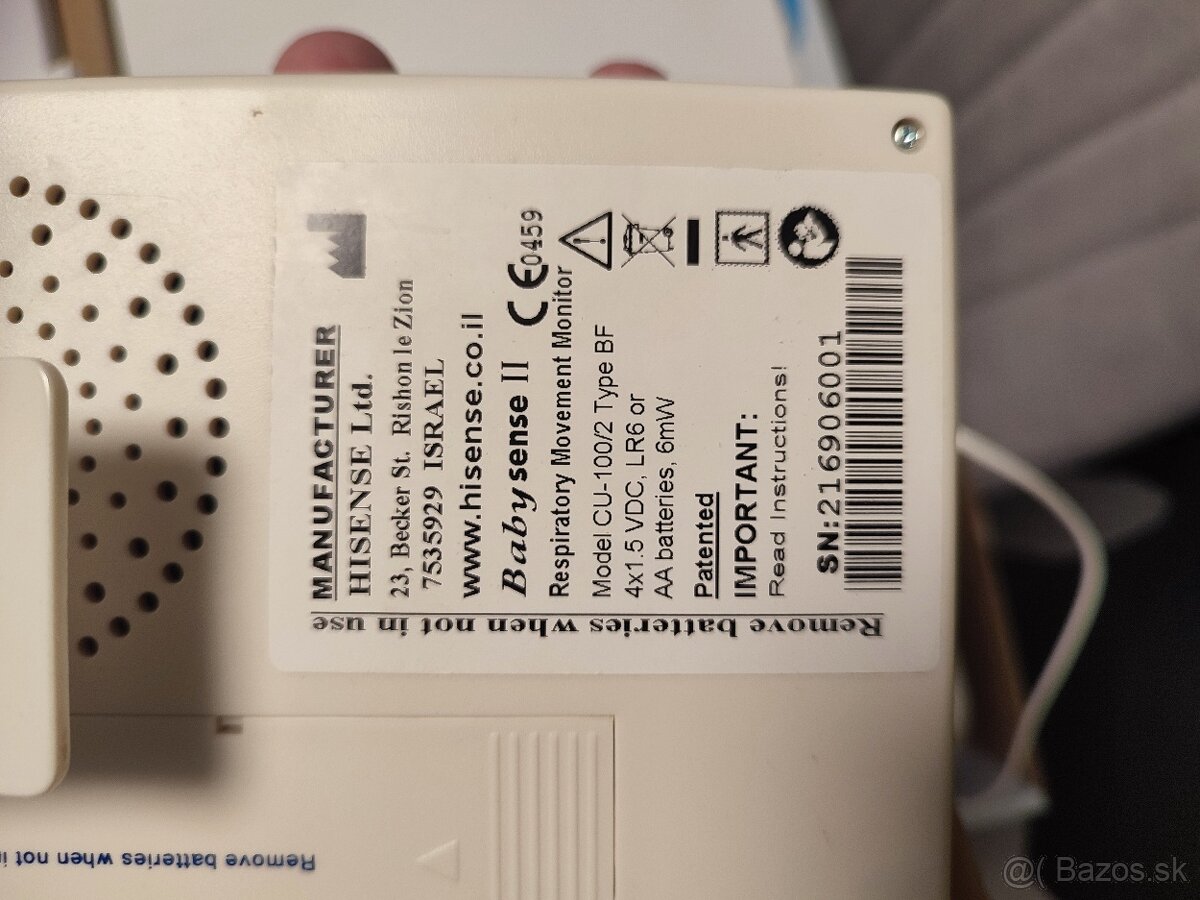 MANUFACTURER
HISENSE Ltd.
23, Becker St. Rishon le Zion
7535929 ISRAEL
www.hisense.co.il
Babysense II CE0459
Respiratory Movement Monitor
Model CU-100/2 Type BF
4x1.5 VDC, LR6 or
AA batteries, 6mW
Patented
IMPORTANT:
Read Instructions!
SN:216906001
Remove batteries when not in use
Remove batteries when not i
@( Bazos.sk